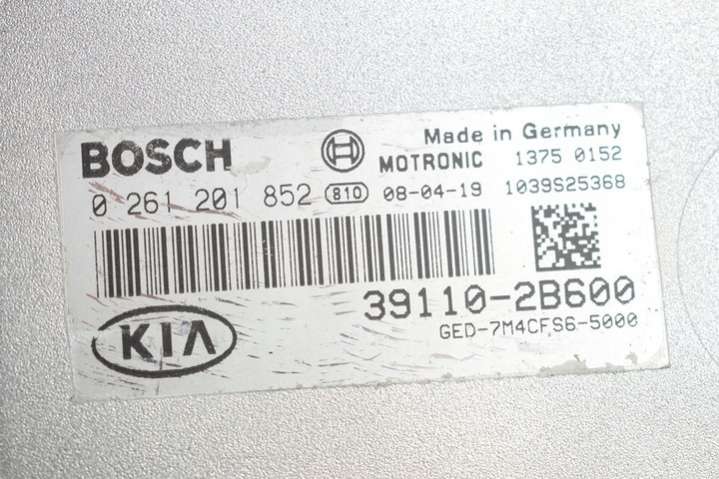 BOSCH Made in Germany
MOTRONIC 1375 0152
0 261 201 852 810 08-04-19 1039S25368
39110-2B600
KIA GED-7M4CFS6-5000